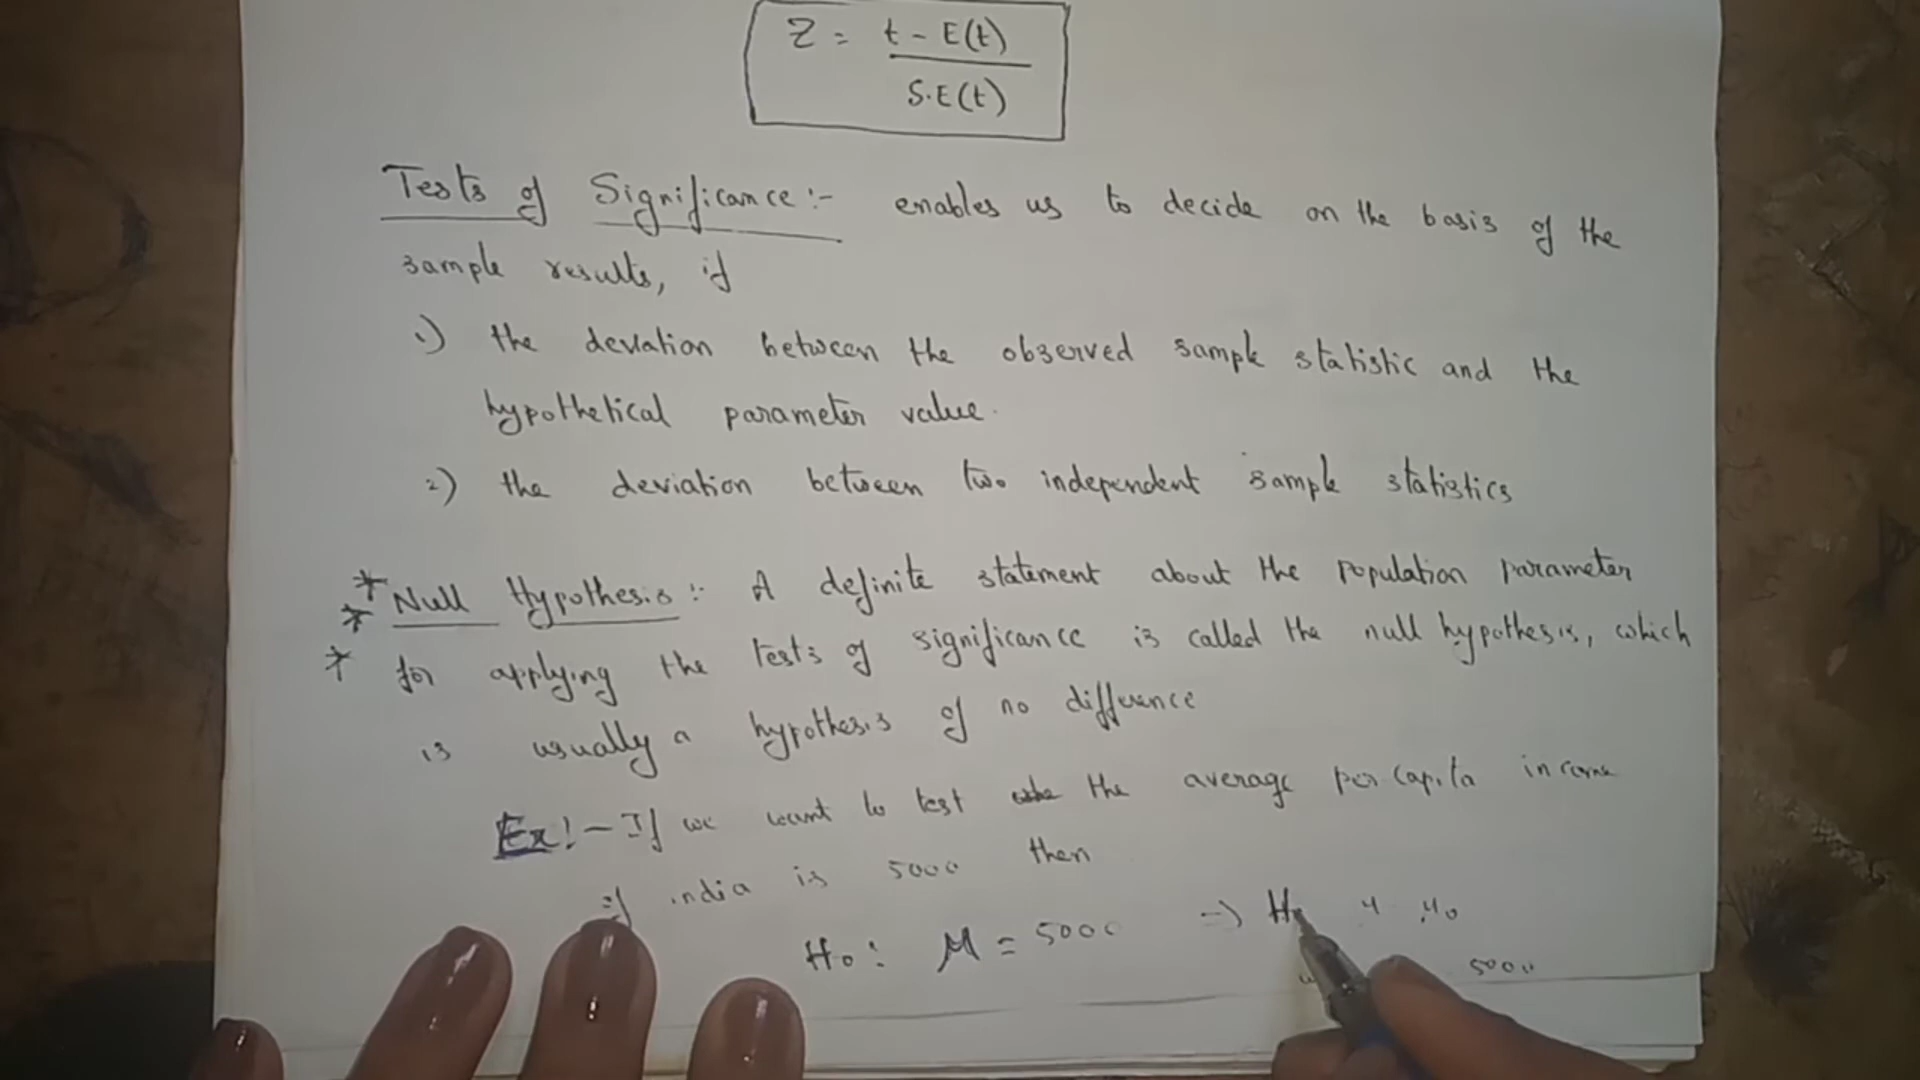 Z = t - E(t)
S.E(t)
Tests of Significance :- enables us to decide on the basis of the
sample results, if
1) the deviation between the observed sample statistic and the
hypothetical parameter value.
2) the deviation between two independent sample statistics
* Null Hypothesis :- A definite statement about the population parameter
* * for applying the tests of significance is called the null hypothesis, which
is usually a hypothesis of no difference
Ex! - If we want to test the average per capita income
of india is 5000 then
Ho : M = 5000 => H
5000